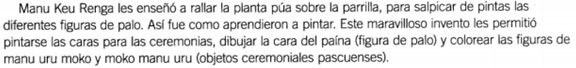 Manu Keu Renga les enseñó a rallar la planta púa sobre la parrilla, para salpicar de pintas las
diferentes figuras de palo. Así fue como aprendieron a pintar. Este maravilloso invento les permitió
pintarse las caras para las ceremonias, dibujar la cara del paína (figura de palo) y colorear las figuras de
manu uru moko y moko manu uru (objetos ceremoniales pascuenses).